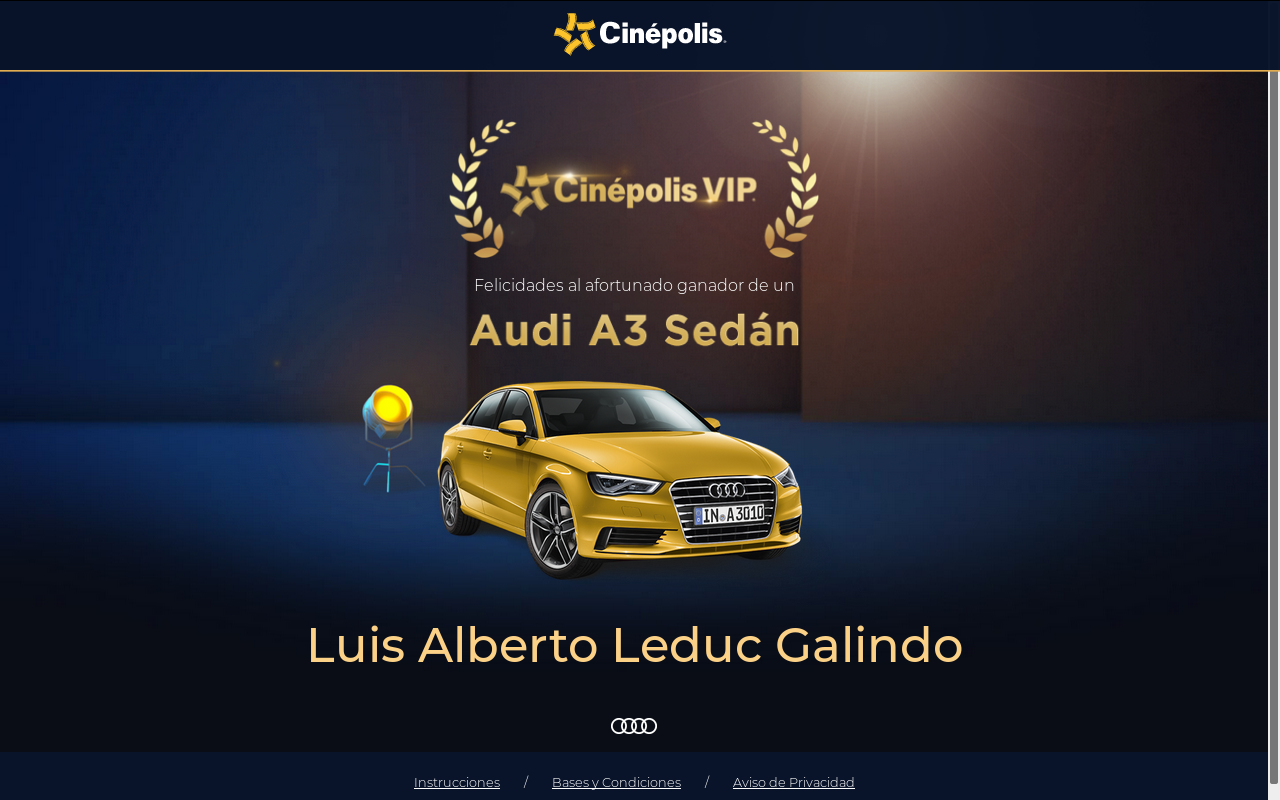 Cinépolis
Cinépolis VIP
Felicidades al afortunado ganador de un
Audi A3 Sedán
IN A3010
Luis Alberto Leduc Galindo
Instrucciones / Bases y Condiciones / Aviso de Privacidad